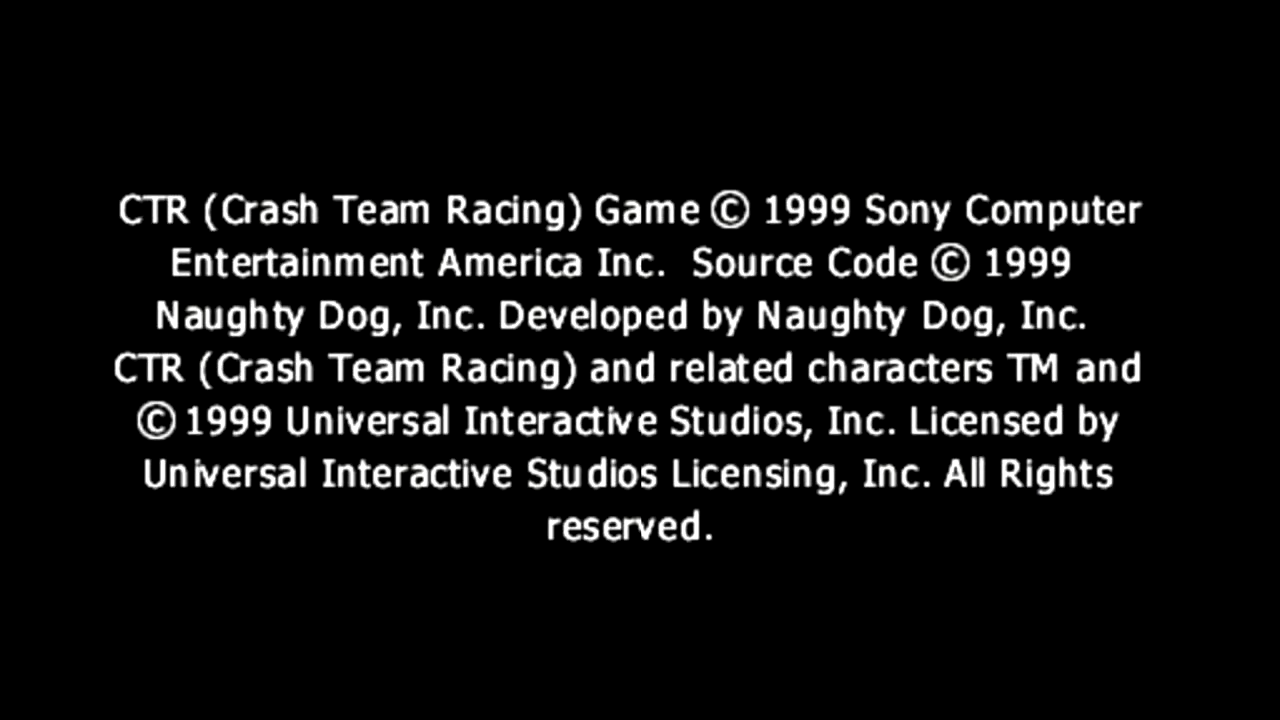 CTR (Crash Team Racing) Game © 1999 Sony Computer
Entertainment America Inc.  Source Code © 1999
Naughty Dog, Inc. Developed by Naughty Dog, Inc.
CTR (Crash Team Racing) and related characters TM and
© 1999 Universal Interactive Studios, Inc. Licensed by
Universal Interactive Studios Licensing, Inc. All Rights
reserved.